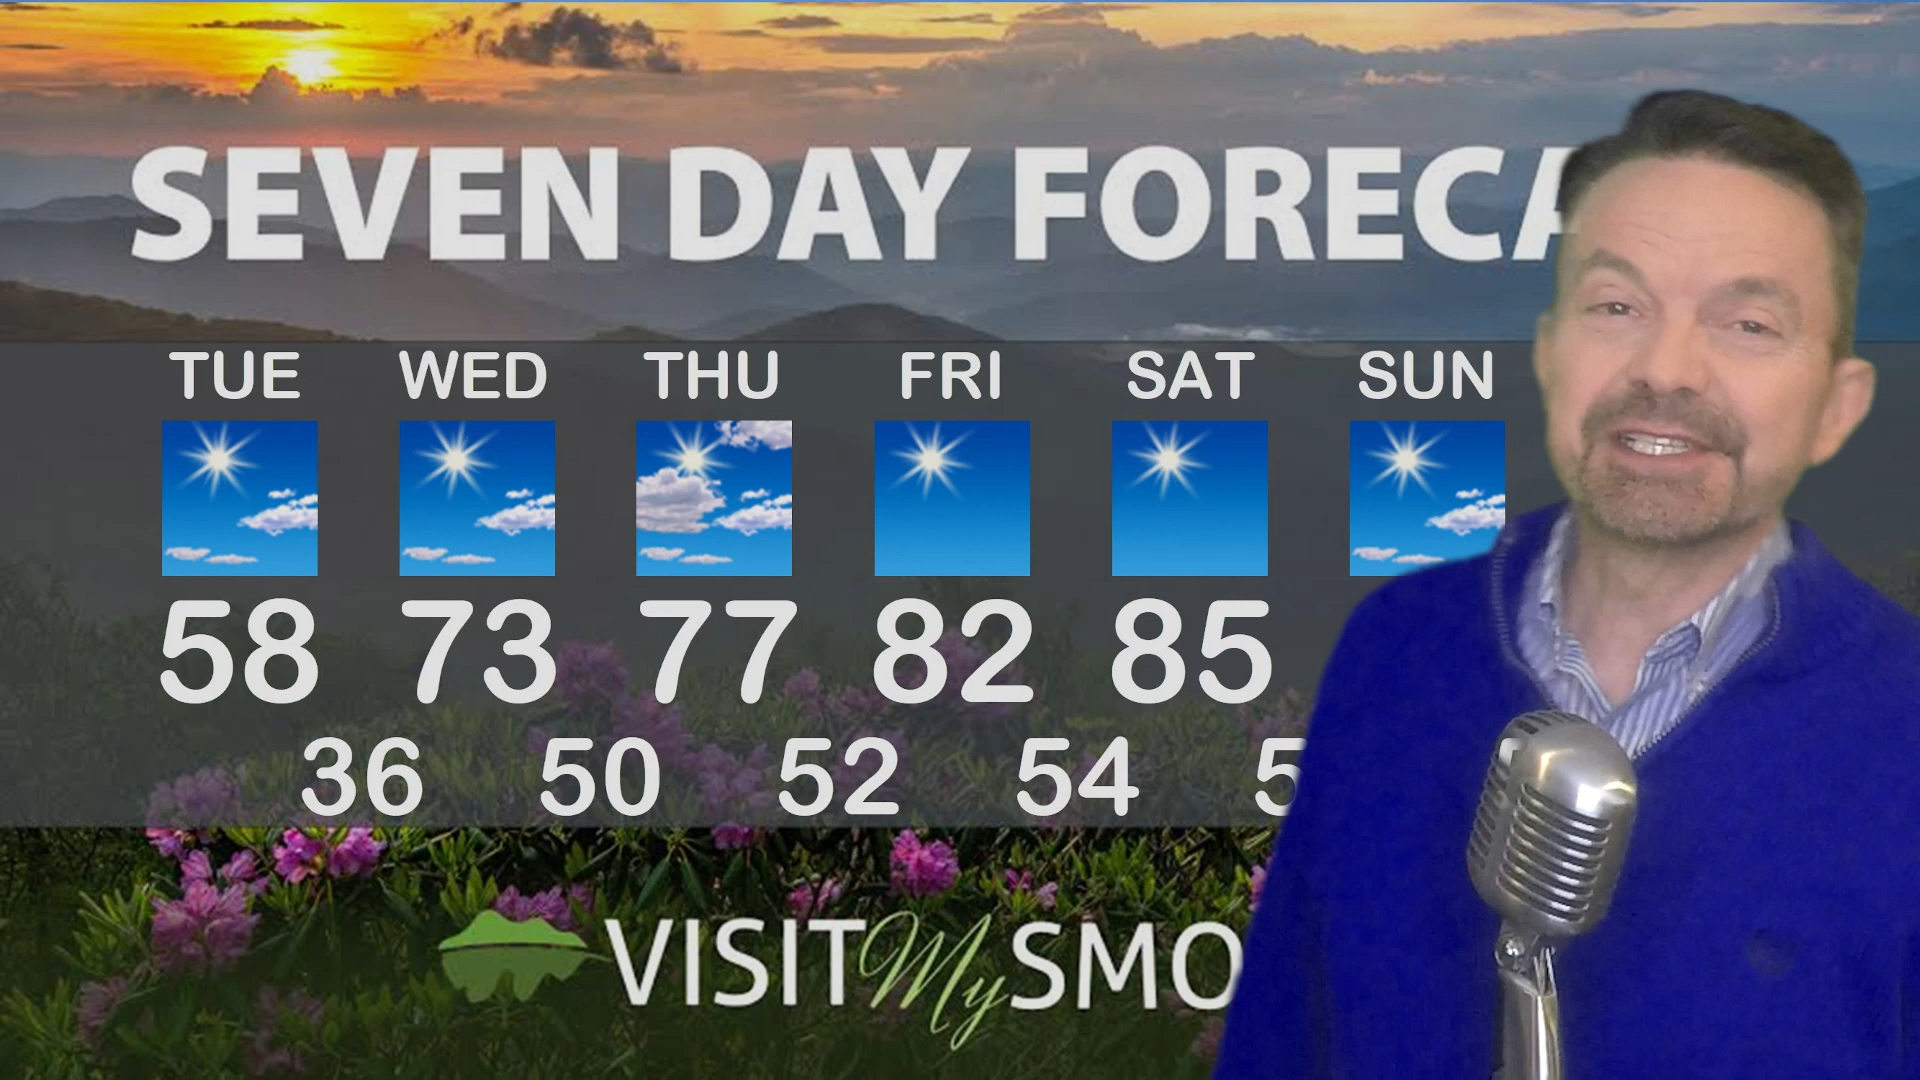 SEVEN DAY FORECA
TUE WED THU FRI SAT SUN
58 73 77 82 85
36 50 52 54 5
VISIT My SMO